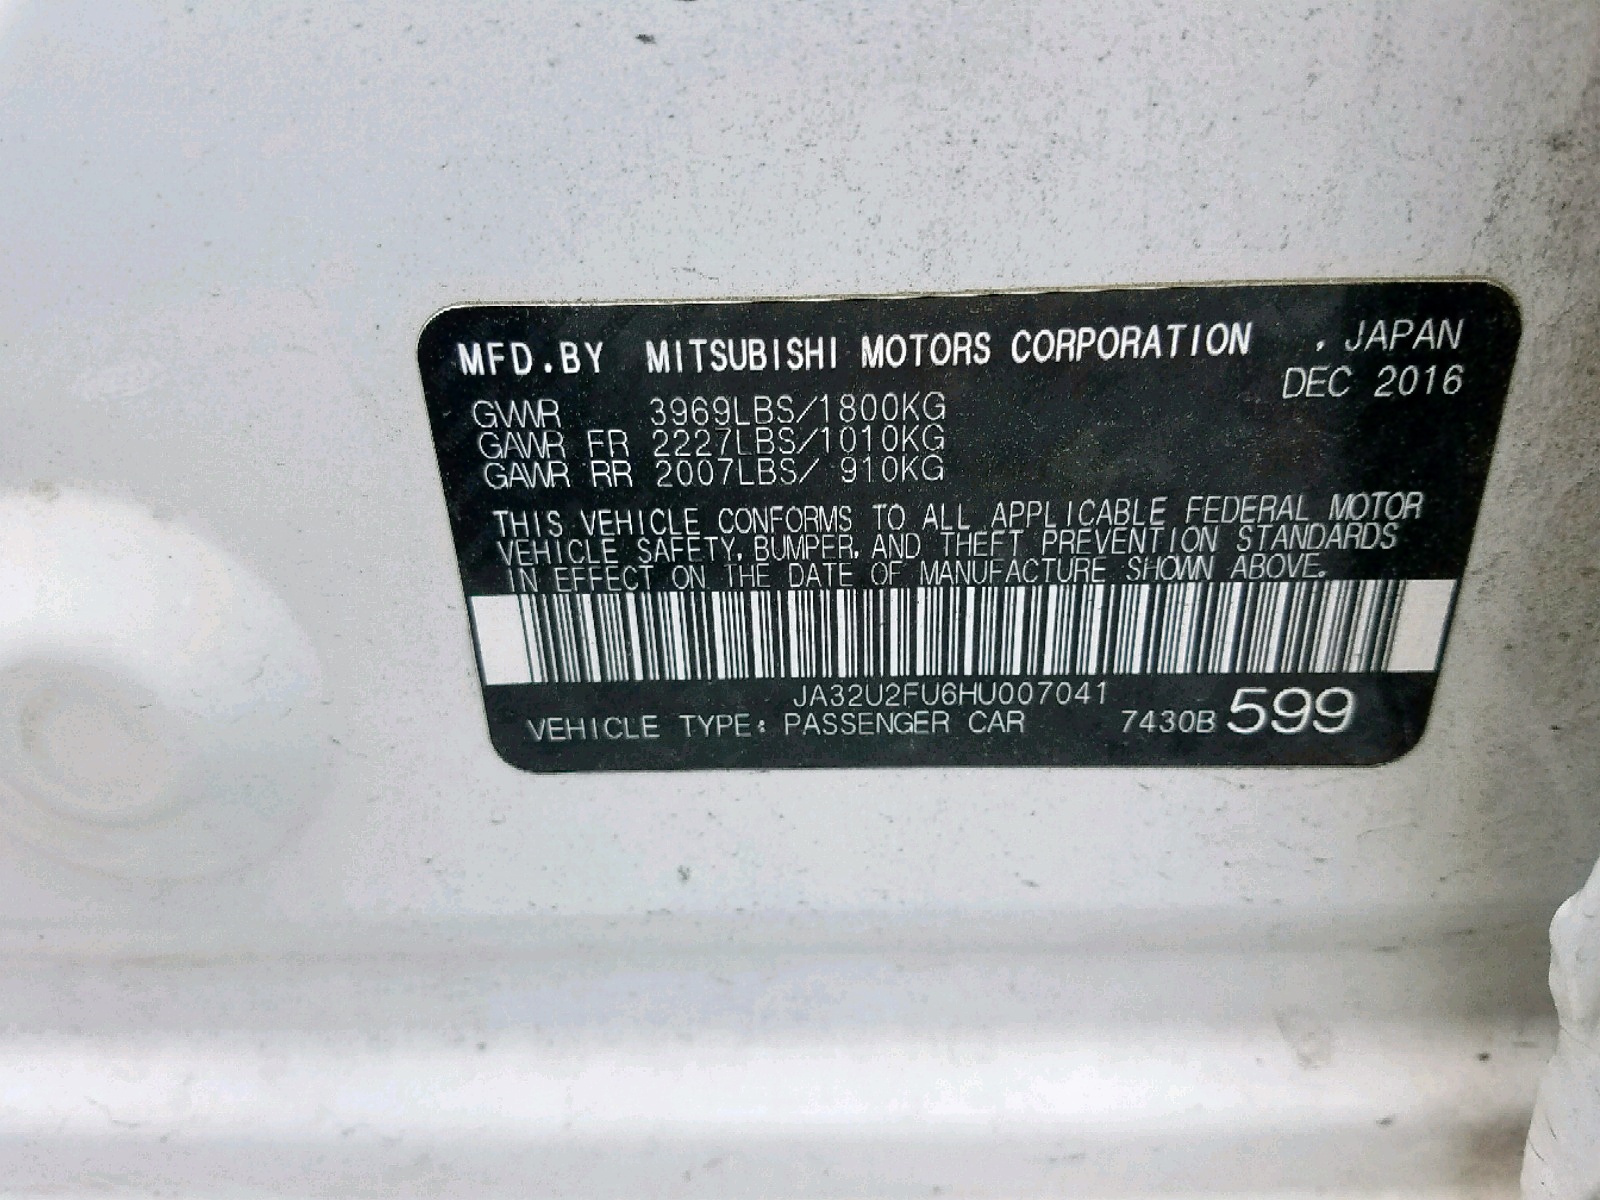 MFD.BY MITSUBISHI MOTORS CORPORATION , JAPAN
DEC 2016
GVWR 3969LBS/1800KG
GAWR FR 2227LBS/1010KG
GAWR RR 2007LBS/ 910KG
THIS VEHICLE CONFORMS TO ALL APPLICABLE FEDERAL MOTOR
VEHICLE SAFETY, BUMPER, AND THEFT PREVENTION STANDARDS
IN EFFECT ON THE DATE OF MANUFACTURE SHOWN ABOVE.
JA32U2FU6HU007041
VEHICLE TYPE: PASSENGER CAR 7430B 599